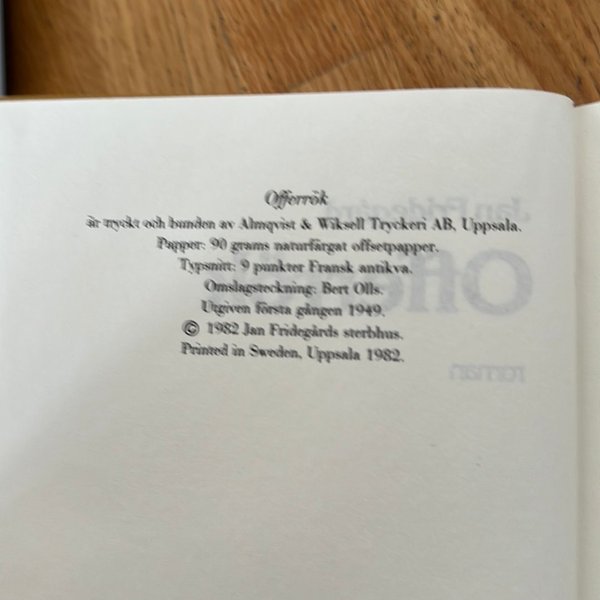 Offerrök
är tryckt och bunden av Almqvist & Wiksell Tryckeri AB, Uppsala.
Papper: 90 grams naturfärgat offsetpapper.
Typsnitt: 9 punkter Fransk antikva.
Omslagsteckning: Bert Olls.
Utgiven första gången 1949.
© 1982 Jan Fridegårds sterbhus.
Printed in Sweden, Uppsala 1982.